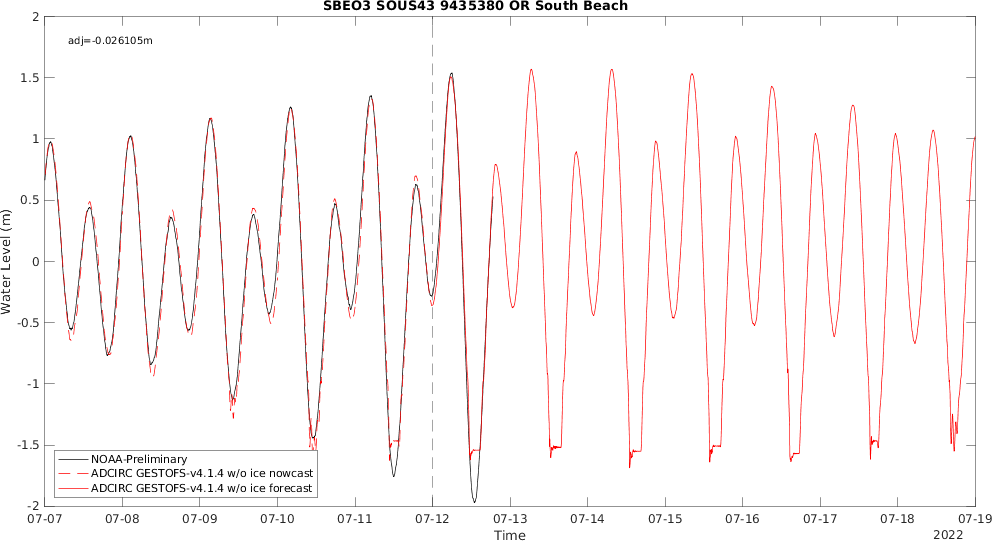 SBEO3 SOUS43 9435380 OR South Beach
adj=-0.026105m
2
1.5
1
0.5
0
-0.5
-1
-1.5
-2
Water Level (m)
NOAA-Preliminary
ADCIRC GESTOFS-v4.1.4 w/o ice nowcast
ADCIRC GESTOFS-v4.1.4 w/o ice forecast
07-07 07-08 07-09 07-10 07-11 07-12 07-13 07-14 07-15 07-16 07-17 07-18 07-19
Time
2022